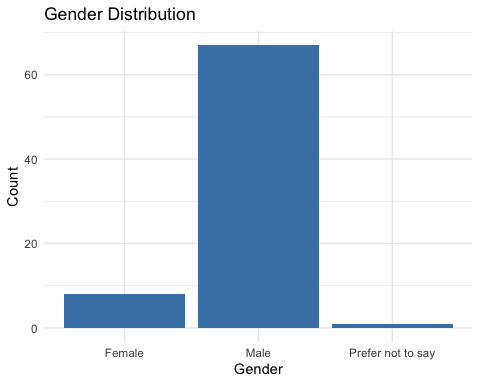 Gender Distribution
Count
60
40
20
0
Female Male Prefer not to say
Gender